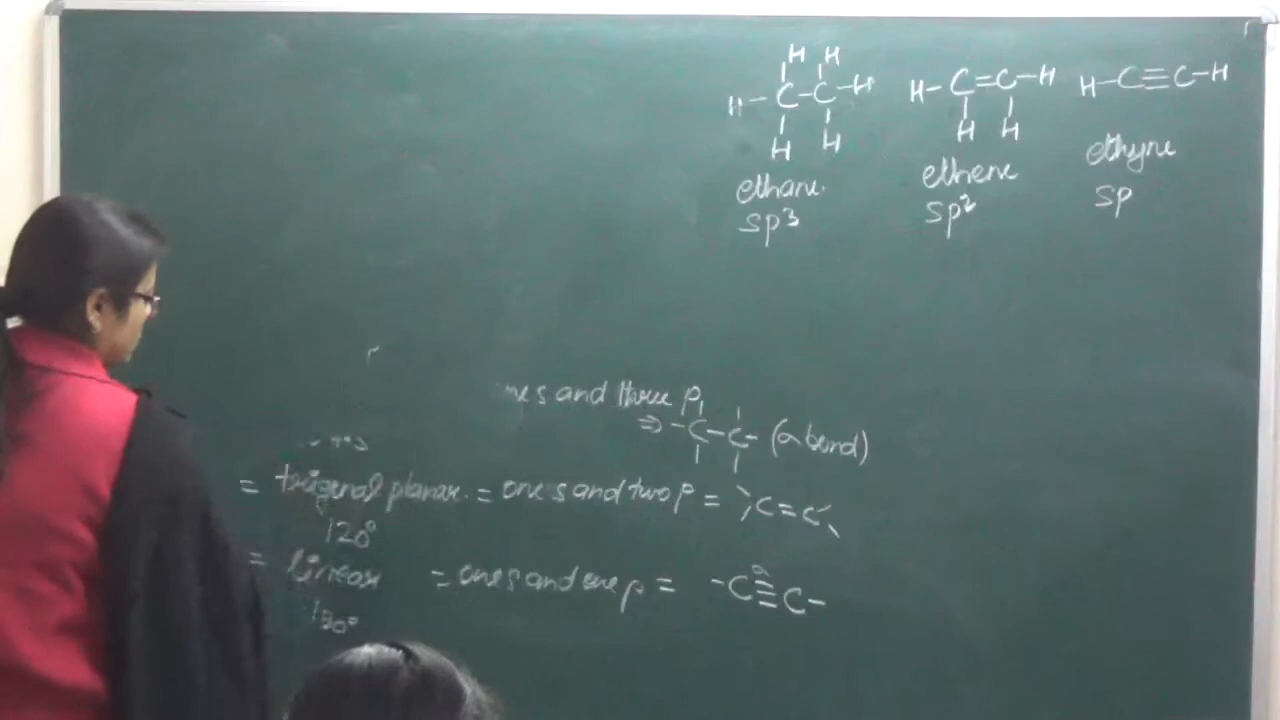 H H
H- C-C-H H- C=C-H H-C≡C-H
H H H H
ethane ethene ethyne
sp3 sp2 sp
s and three p
⇒ -C-C- (σ bond)
= trigonal planar = one s and two p = >C=C<
120°
= linear = one s and one p = -C≡C-
180°